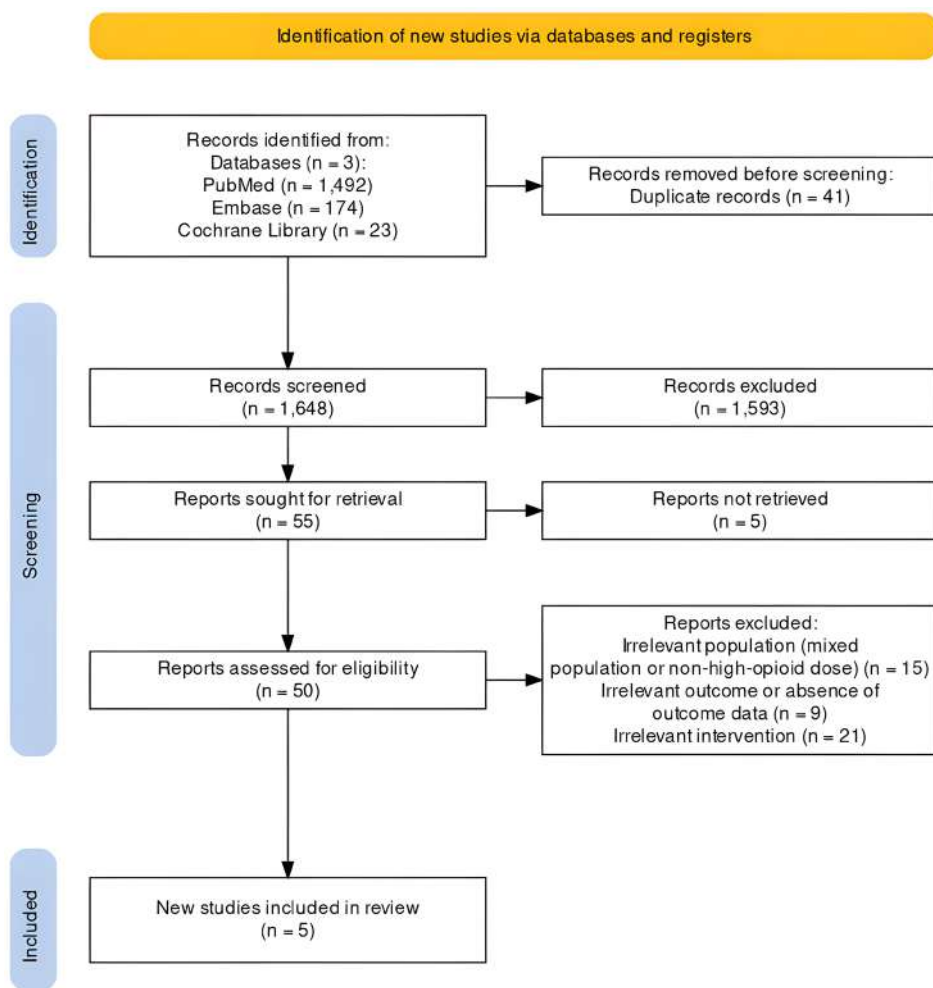 Identification of new studies via databases and registers
Identification
Records identified from:
Databases (n = 3):
PubMed (n = 1,492)
Embase (n = 174)
Cochrane Library (n = 23)
Records removed before screening:
Duplicate records (n = 41)
Screening
Records screened
(n = 1,648)
Records excluded
(n = 1,593)
Reports sought for retrieval
(n = 55)
Reports not retrieved
(n = 5)
Reports assessed for eligibility
(n = 50)
Reports excluded:
Irrelevant population (mixed
population or non-high-opioid dose) (n = 15)
Irrelevant outcome or absence of
outcome data (n = 9)
Irrelevant intervention (n = 21)
Included
New studies included in review
(n = 5)